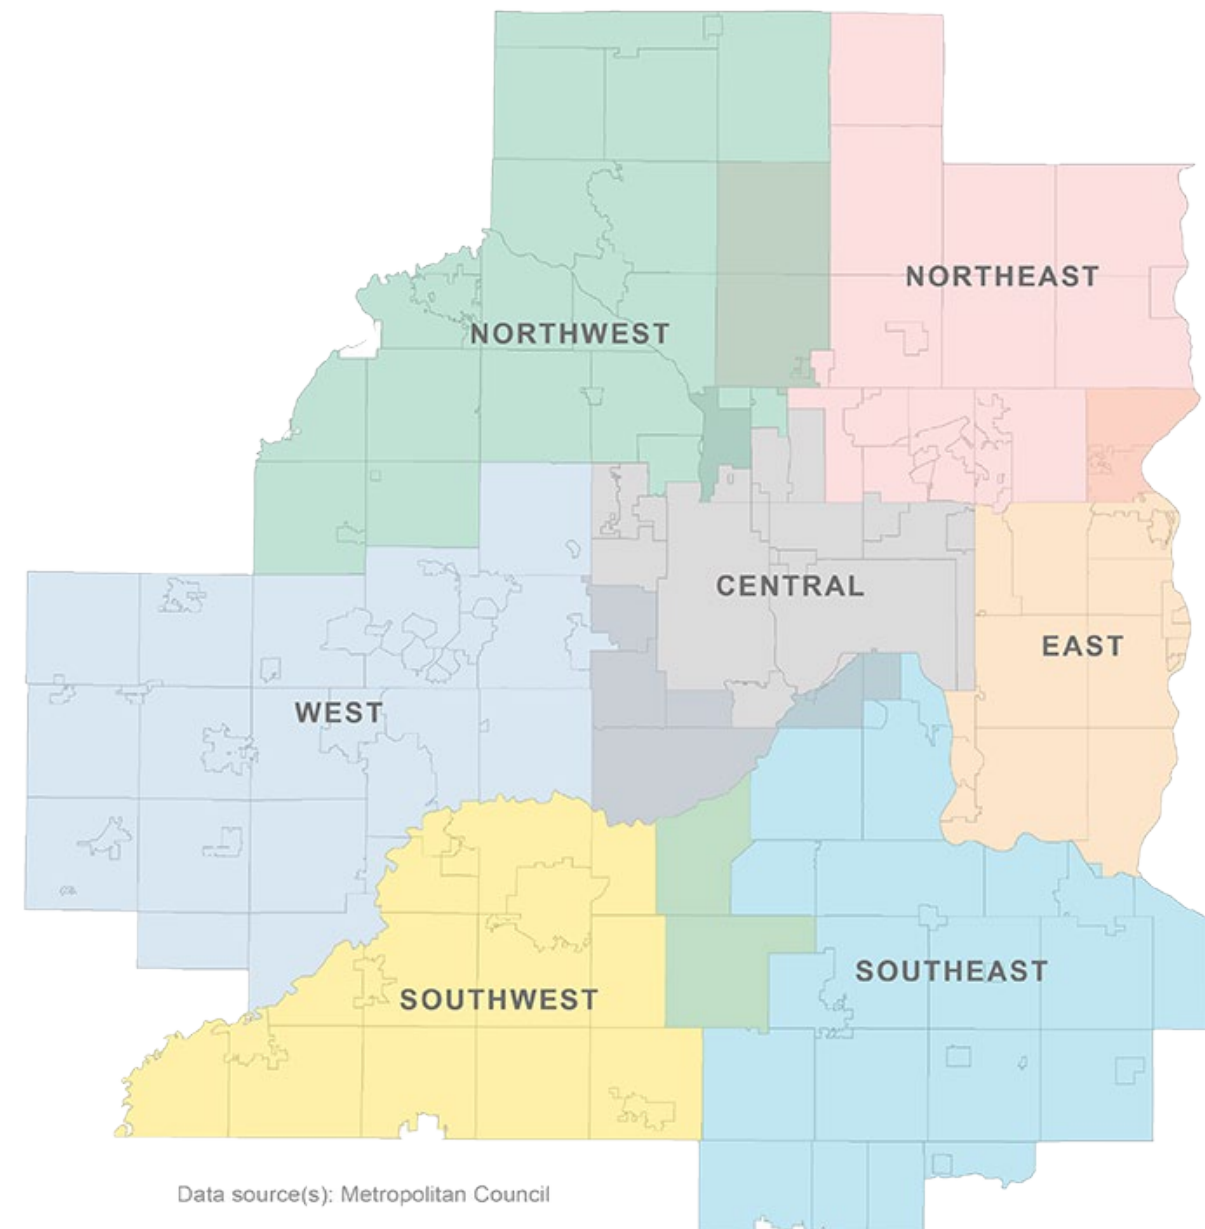 NORTHEAST
NORTHWEST
CENTRAL
EAST
WEST
SOUTHEAST
SOUTHWEST
Data source(s): Metropolitan Council